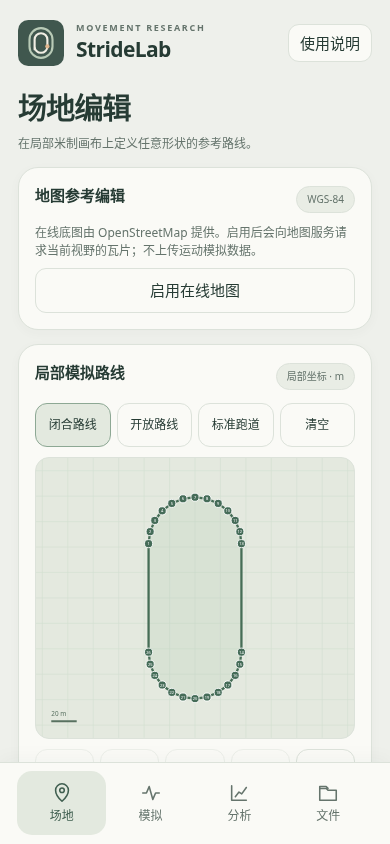 MOVEMENT RESEARCH
StrideLab
使用说明
场地编辑
在局部米制画布上定义任意形状的参考路线。
地图参考编辑
WGS-84
在线底图由 OpenStreetMap 提供。启用后会向地图服务请
求当前视野的瓦片；不上传运动模拟数据。
启用在线地图
局部模拟路线
局部坐标 · m
闭合路线
开放路线
标准跑道
清空
20 m
场地
模拟
分析
文件